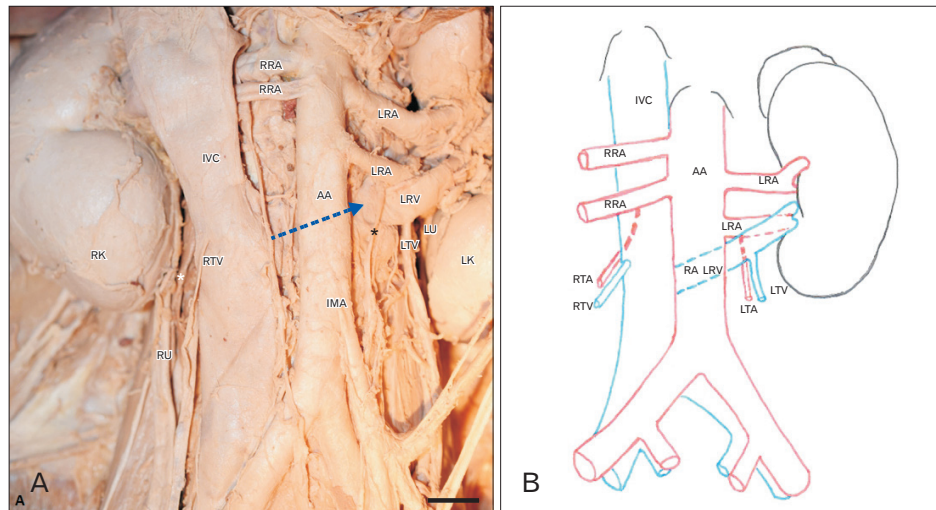 RRA
RRA
LRA
IVC
LRA
AA
LRV
LU
*
LTV
RK
RTV
LK
*
IMA
RU
A
A
IVC
RRA
AA
LRA
RRA
LRA
RA
LRV
RTA
LTV
RTV
LTA
B